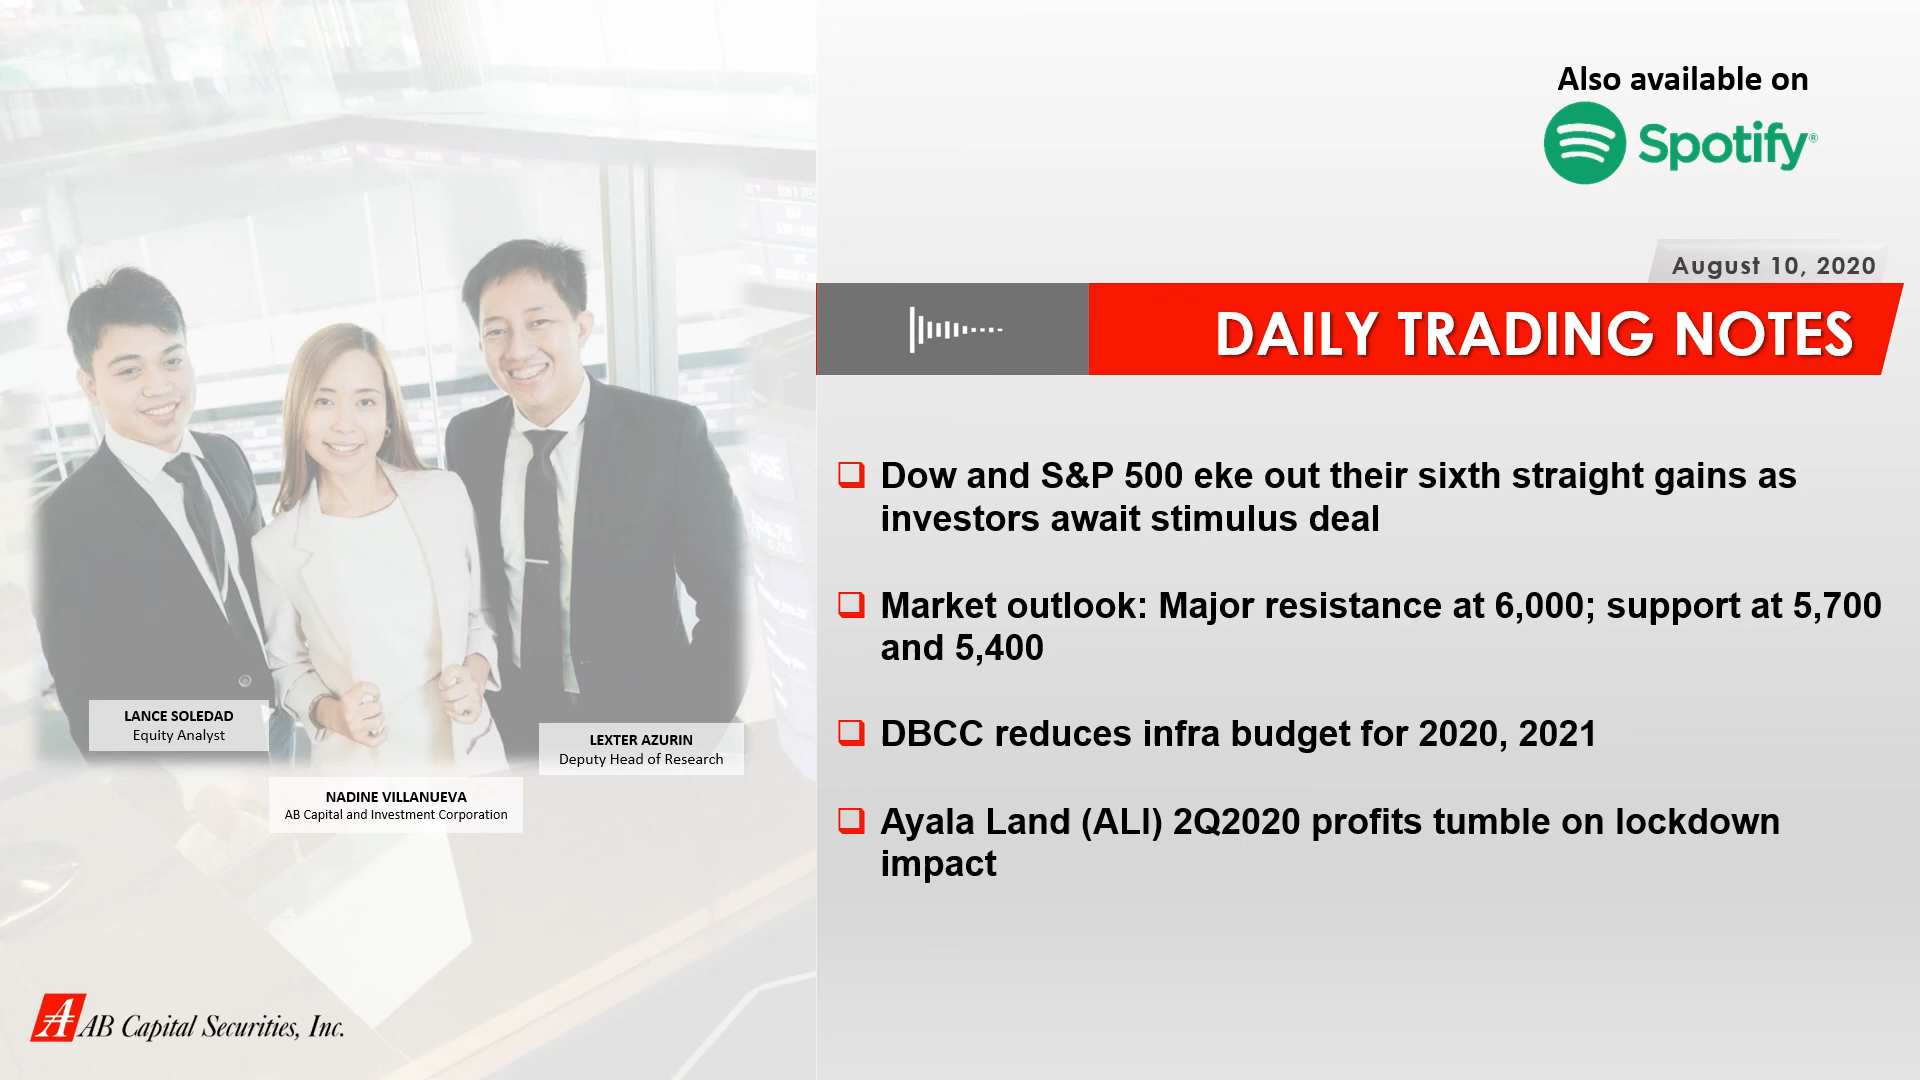 Also available on
Spotify®
August 10, 2020
DAILY TRADING NOTES
❑ Dow and S&P 500 eke out their sixth straight gains as
investors await stimulus deal
❑ Market outlook: Major resistance at 6,000; support at 5,700
and 5,400
❑ DBCC reduces infra budget for 2020, 2021
❑ Ayala Land (ALI) 2Q2020 profits tumble on lockdown
impact
LANCE SOLEDAD
Equity Analyst
LEXTER AZURIN
Deputy Head of Research
NADINE VILLANUEVA
AB Capital and Investment Corporation
AB Capital Securities, Inc.
PSE